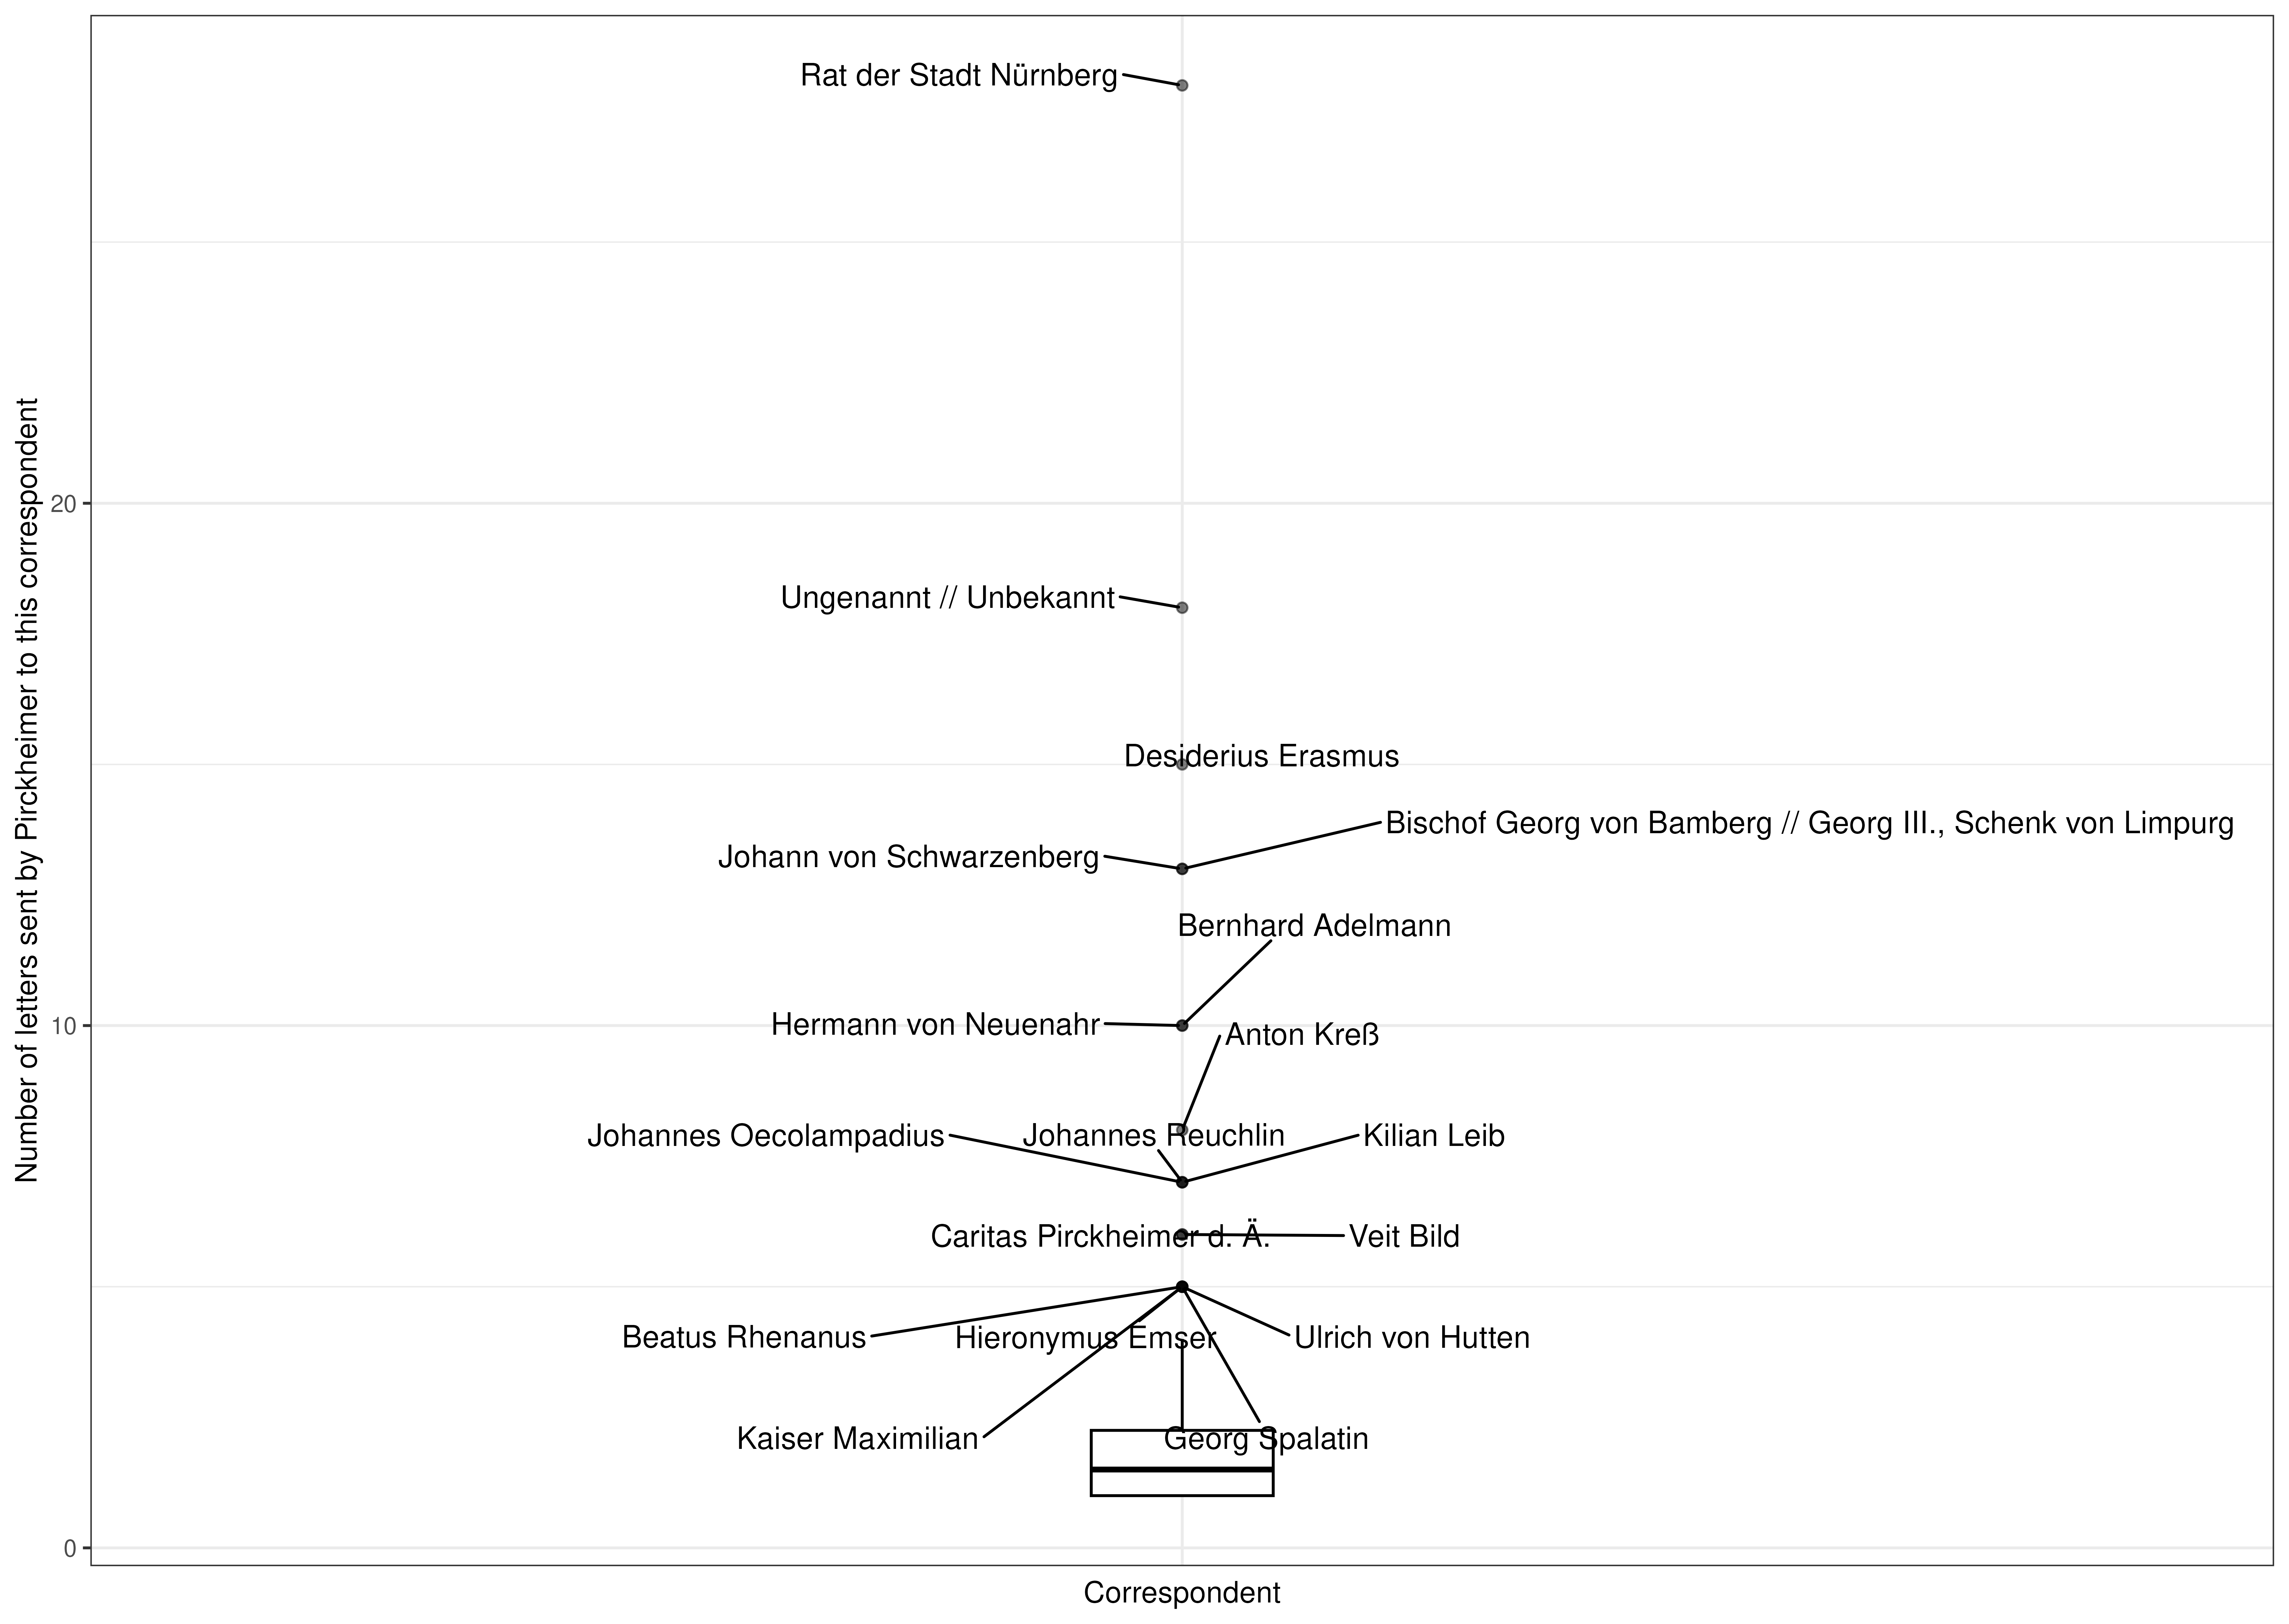 Rat der Stadt Nürnberg
Number of letters sent by Pirckheimer to this correspondent
20
Ungenannt // Unbekannt
Desiderius Erasmus
Bischof Georg von Bamberg // Georg III., Schenk von Limpurg
Johann von Schwarzenberg
Bernhard Adelmann
Hermann von Neuenahr
10
Anton Kreß
Johannes Oecolampadius
Johannes Reuchlin
Kilian Leib
Caritas Pirckheimer d. Ä.
Veit Bild
Beatus Rhenanus
Hieronymus Emser
Ulrich von Hutten
Kaiser Maximilian
Georg Spalatin
0
Correspondent